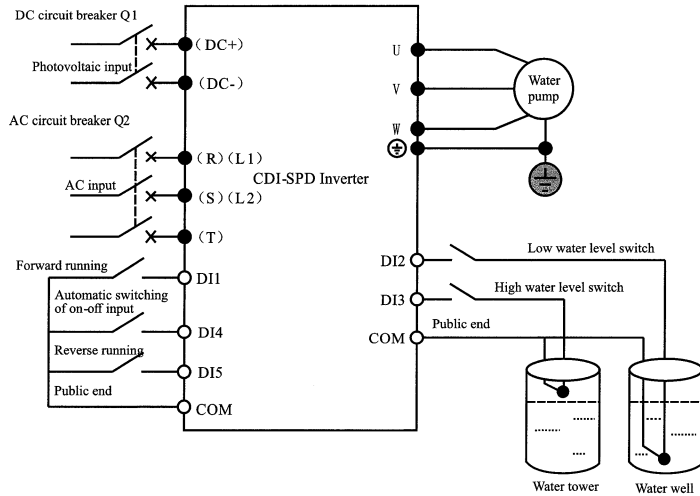 DC circuit breaker Q1
(DC+)
Photovoltaic input
(DC-)
AC circuit breaker Q2
(R)(L1)
AC input
(S)(L2)
(T)
CDI-SPD Inverter
U
V
W
Water
pump
Forward running
DI1
Automatic switching
of on-off input
DI4
Reverse running
DI5
Public end
COM
DI2
Low water level switch
DI3
High water level switch
COM
Public end
Water tower
Water well